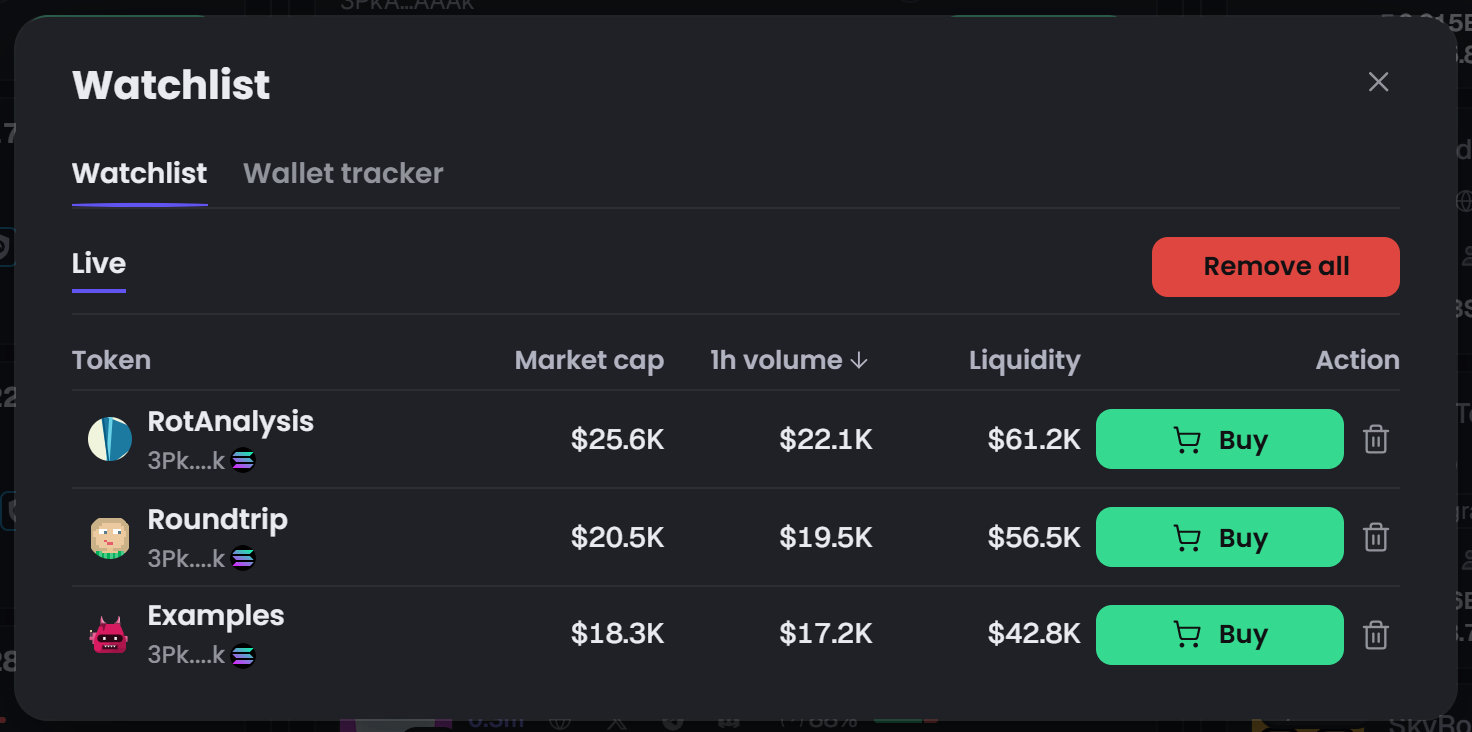 Watchlist
Watchlist Wallet tracker
Live Remove all
Token Market cap 1h volume Liquidity Action
RotAnalysis
3Pk....k
$25.6K $22.1K $61.2K Buy
Roundtrip
3Pk....k
$20.5K $19.5K $56.5K Buy
Examples
3Pk....k
$18.3K $17.2K $42.8K Buy